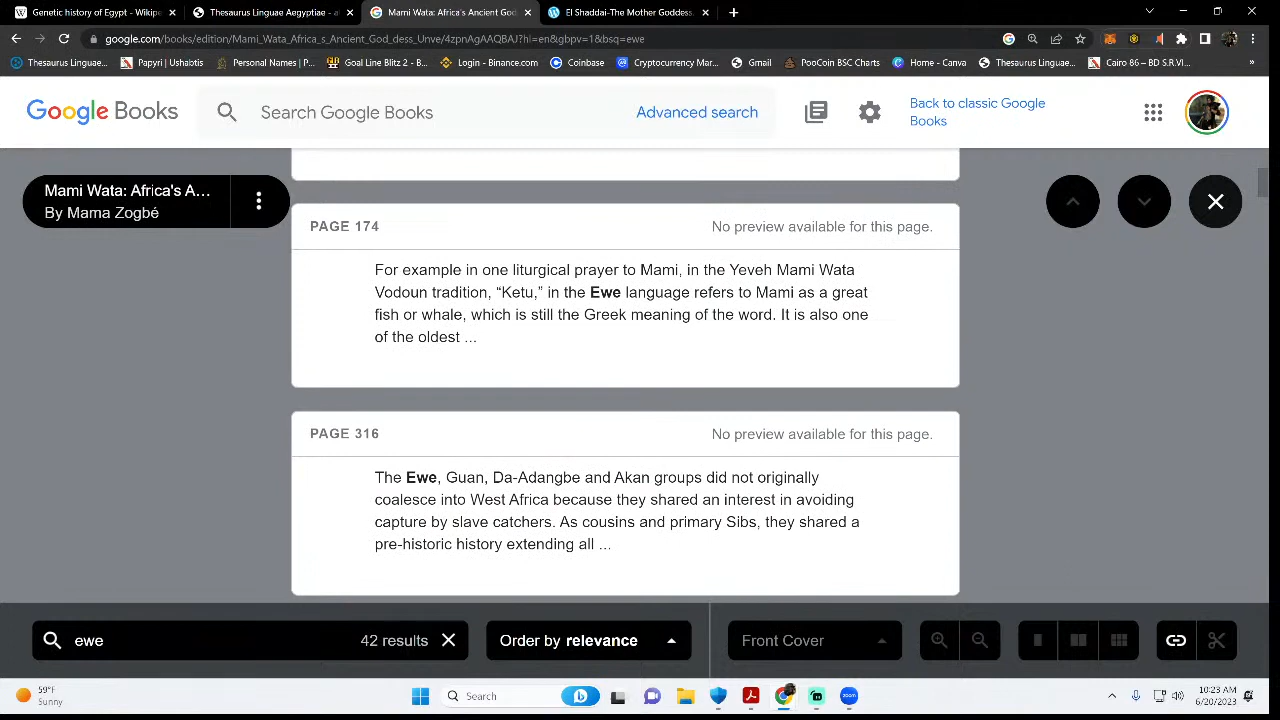 Genetic history of Egypt - Wikipe
Thesaurus Linguae Aegyptiae - a
Mami Wata: Africa's Ancient God
El Shaddai-The Mother Goddess.
google.com/books/edition/Mami_Wata_Africa_s_Ancient_God_dess_Unve/4zpnAgAAQBAJ?hl=en&gbpv=1&bsq=ewe
Thesaurus Linguae...
Papyri | Ushabtis
Personal Names | P...
Goal Line Blitz 2 - B...
Login - Binance.com
Coinbase
Cryptocurrency Mar...
Gmail
PooCoin BSC Charts
Home - Canva
Thesaurus Linguae...
Cairo 86 – BD S.R.VI...
Google Books
Search Google Books
Advanced search
Back to classic Google
Books
Mami Wata: Africa's A...
By Mama Zogbé
PAGE 174
No preview available for this page.
For example in one liturgical prayer to Mami, in the Yeveh Mami Wata
Vodoun tradition, “Ketu,” in the Ewe language refers to Mami as a great
fish or whale, which is still the Greek meaning of the word. It is also one
of the oldest ...
PAGE 316
No preview available for this page.
The Ewe, Guan, Da-Adangbe and Akan groups did not originally
coalesce into West Africa because they shared an interest in avoiding
capture by slave catchers. As cousins and primary Sibs, they shared a
pre-historic history extending all ...
ewe
42 results
Order by relevance
Front Cover
59°F
Sunny
Search
zoom
10:23 AM
6/20/2023